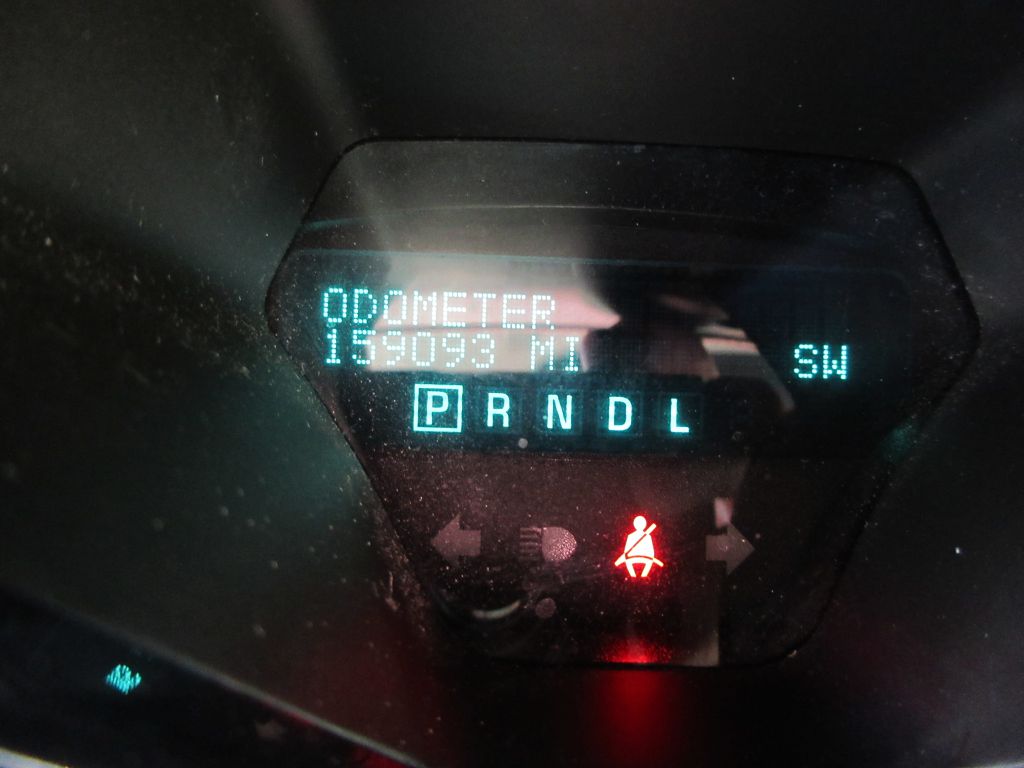 ODOMETER
159093 MI SW
P R N D L